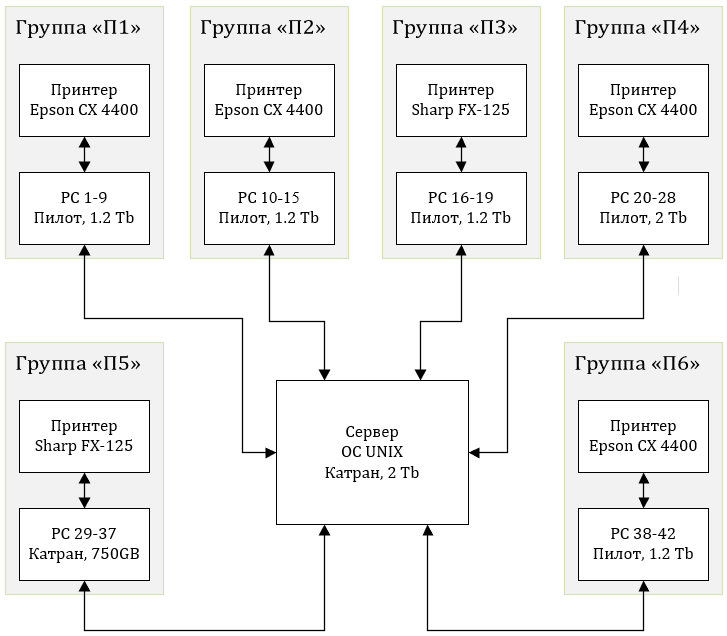 Группа «П1»
Принтер
Epson CX 4400
PC 1-9
Пилот, 1.2 Tb
Группа «П2»
Принтер
Epson CX 4400
PC 10-15
Пилот, 1.2 Tb
Группа «П3»
Принтер
Sharp FX-125
PC 16-19
Пилот, 1.2 Tb
Группа «П4»
Принтер
Epson CX 4400
PC 20-28
Пилот, 2 Tb
Группа «П5»
Принтер
Sharp FX-125
PC 29-37
Катран, 750GB
Сервер
ОС UNIX
Катран, 2 Tb
Группа «П6»
Принтер
Epson CX 4400
PC 38-42
Пилот, 1.2 Tb